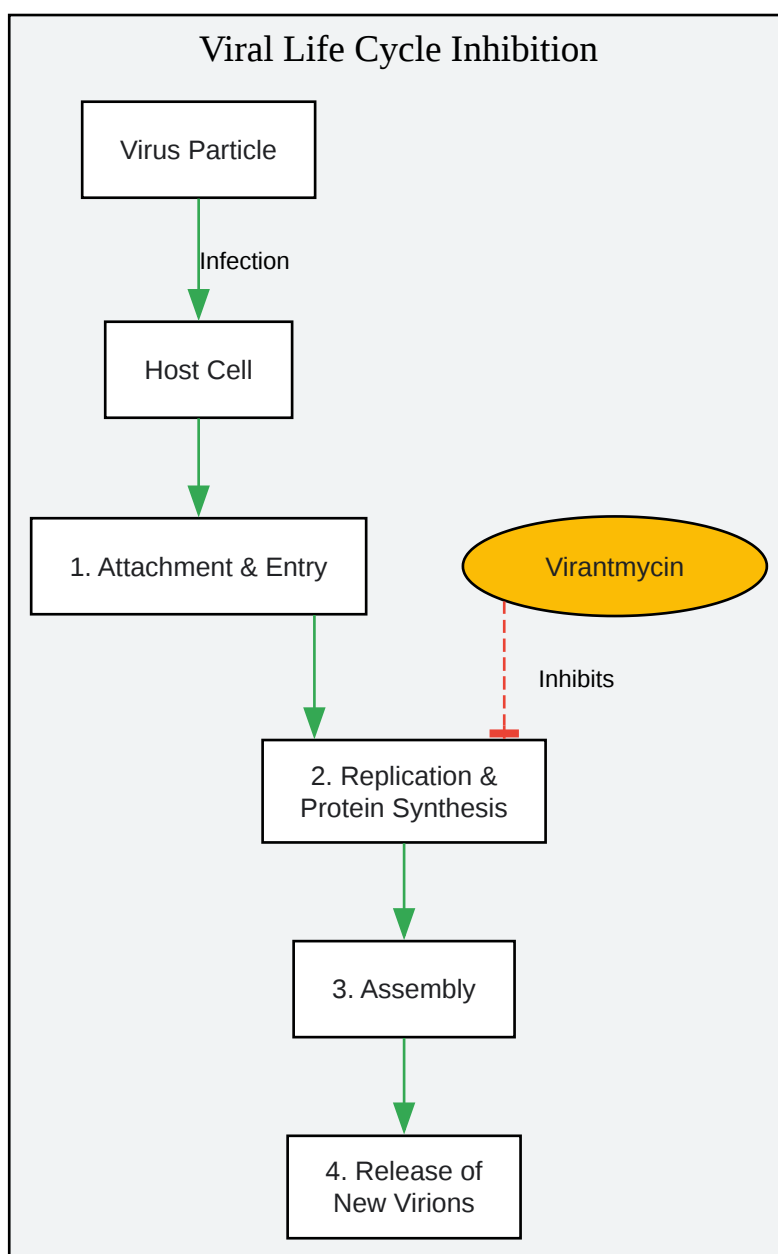 Viral Life Cycle Inhibition
Virus Particle
Infection
Host Cell
1. Attachment & Entry
Virantmycin
Inhibits
2. Replication &
Protein Synthesis
3. Assembly
4. Release of
New Virions